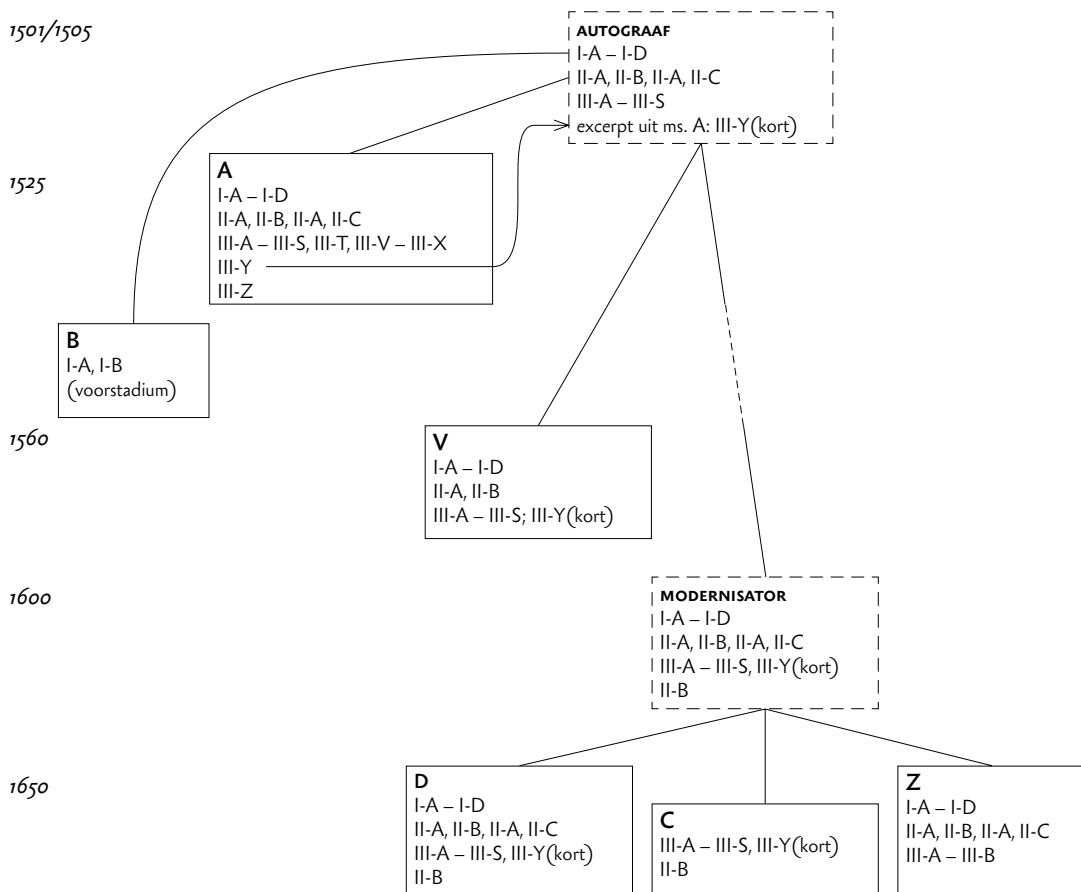 1501/1505
AUTOGRAAF
I-A – I-D
II-A, II-B, II-A, II-C
III-A – III-S
excerpt uit ms. A: III-Y(kort)
1525
A
I-A – I-D
II-A, II-B, II-A, II-C
III-A – III-S, III-T, III-V – III-X
III-Y
III-Z
B
I-A, I-B
(voorstadium)
1560
V
I-A – I-D
II-A, II-B
III-A – III-S; III-Y(kort)
1600
MODERNISATOR
I-A – I-D
II-A, II-B, II-A, II-C
III-A – III-S, III-Y(kort)
II-B
1650
D
I-A – I-D
II-A, II-B, II-A, II-C
III-A – III-S, III-Y(kort)
II-B
C
III-A – III-S, III-Y(kort)
II-B
Z
I-A – I-D
II-A, II-B, II-A, II-C
III-A – III-B